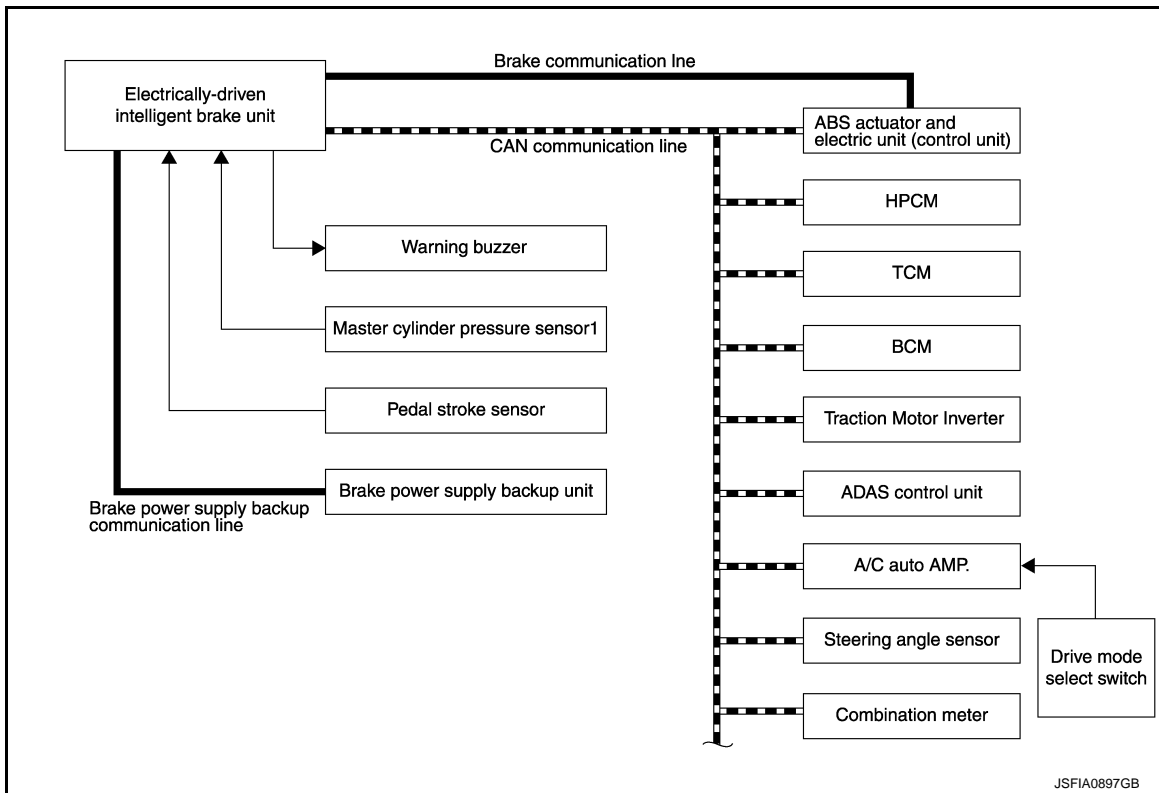 Electrically-driven
intelligent brake unit
Brake communication lne
CAN communication line
ABS actuator and
electric unit (control unit)
HPCM
Warning buzzer
TCM
Master cylinder pressure sensor1
BCM
Pedal stroke sensor
Traction Motor Inverter
Brake power supply backup unit
ADAS control unit
Brake power supply backup
communication line
A/C auto AMP.
Steering angle sensor
Drive mode
select switch
Combination meter
JSFIA0897GB